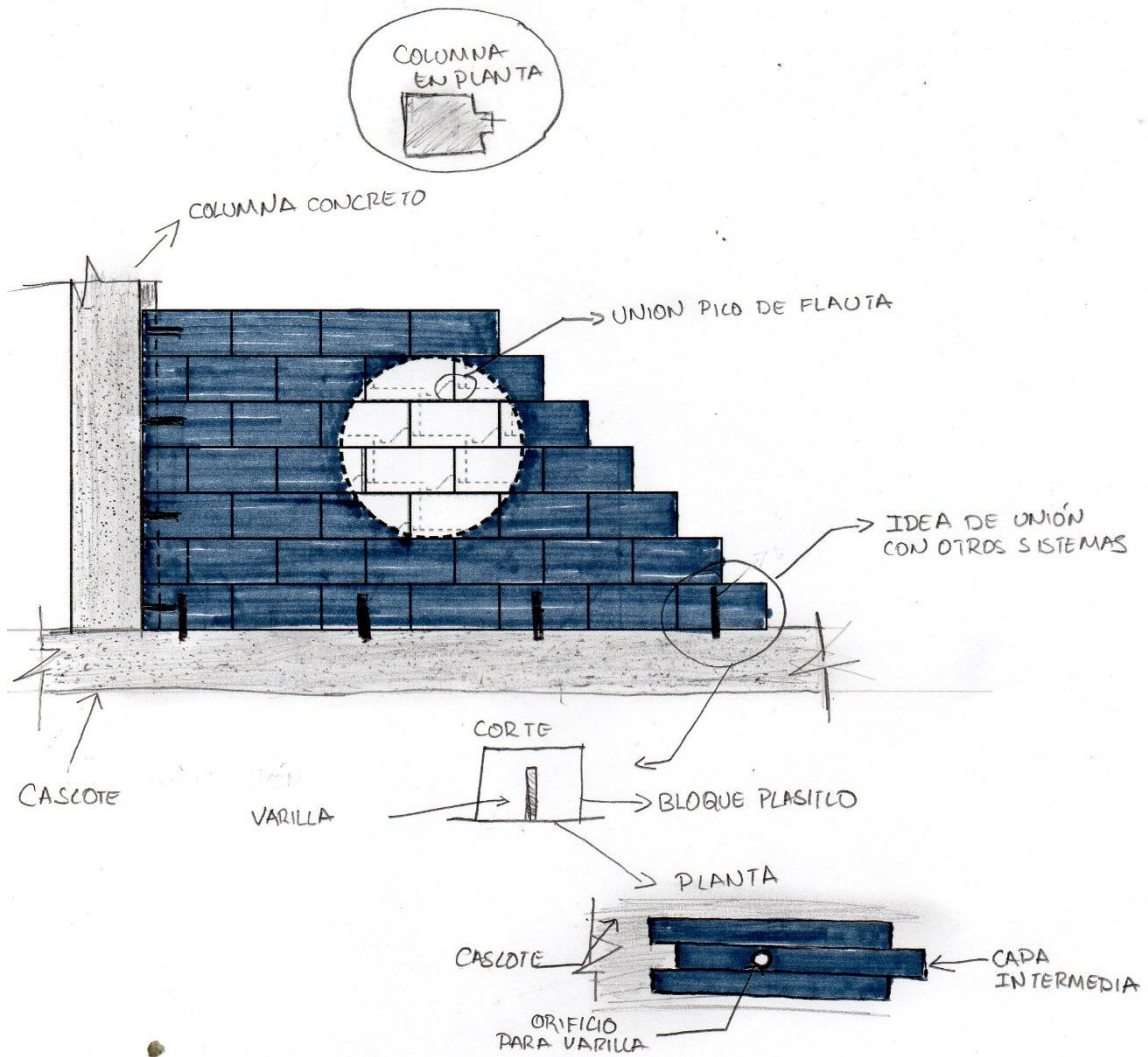 COLUMNA
EN PLANTA
COLUMNA CONCRETO
UNION PICO DE FLAUTA
IDEA DE UNIÓN
CON OTROS SISTEMAS
CORTE
CASCOTE
VARILLA
BLOQUE PLASITCO
PLANTA
CASCOTE
CAPA
INTERMEDIA
ORIFICIO
PARA VARILLA